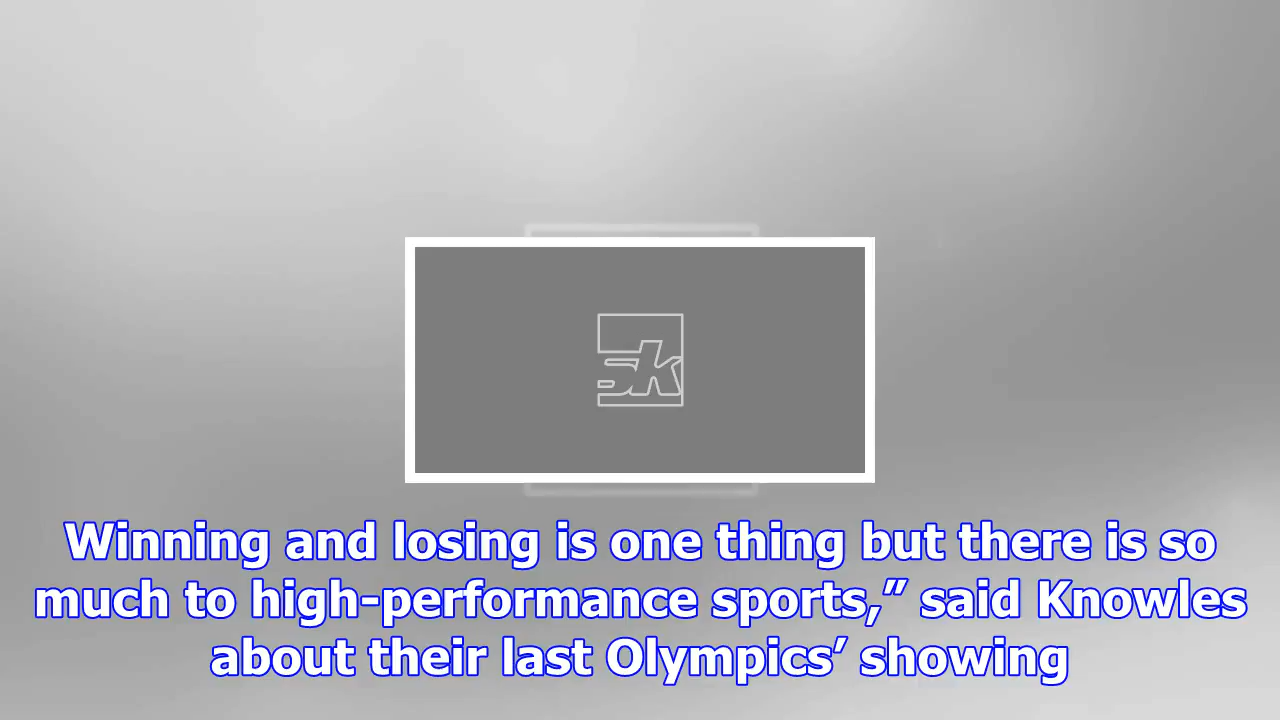 sk
Winning and losing is one thing but there is so
much to high-performance sports,” said Knowles
about their last Olympics’ showing